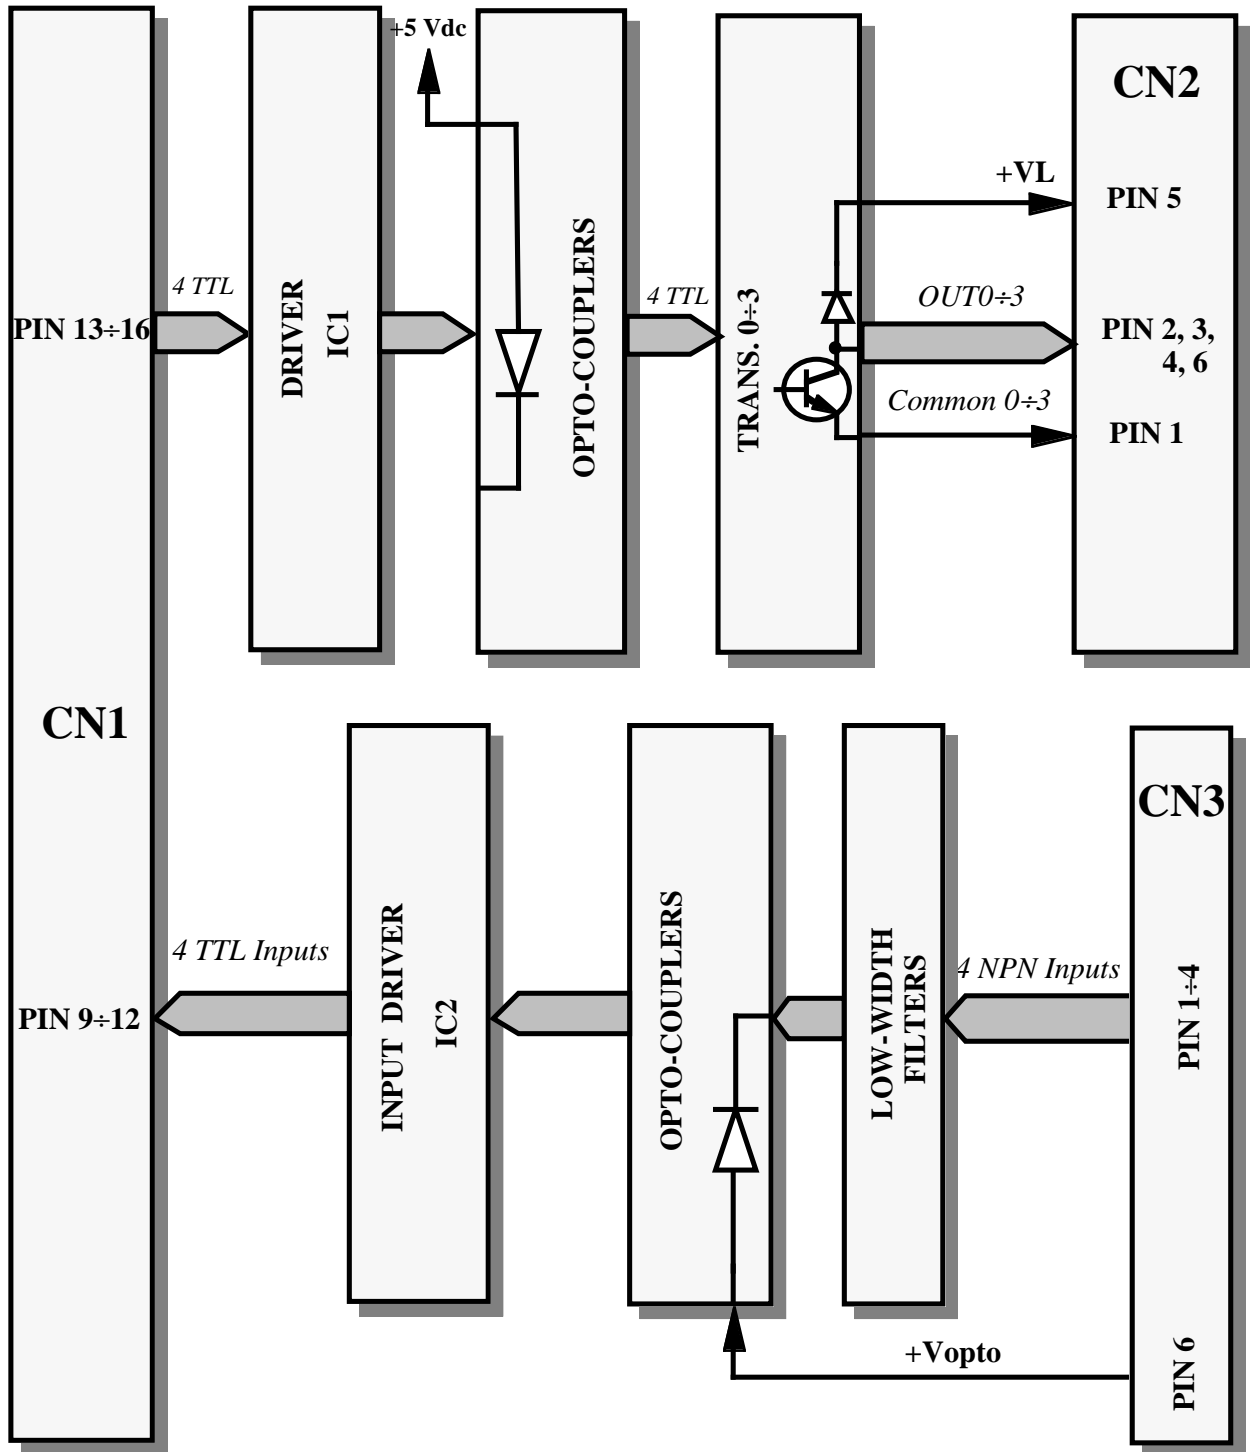 +5 Vdc
CN2
+VL
PIN 5
4 TTL
PIN 13÷16
DRIVER
IC1
OPTO-COUPLERS
4 TTL
TRANS. 0÷3
OUT0÷3
PIN 2, 3,
4, 6
Common 0÷3
PIN 1
CN1
CN3
4 TTL Inputs
PIN 9÷12
INPUT DRIVER
IC2
OPTO-COUPLERS
LOW-WIDTH
FILTERS
4 NPN Inputs
PIN 1÷4
+Vopto
PIN 6